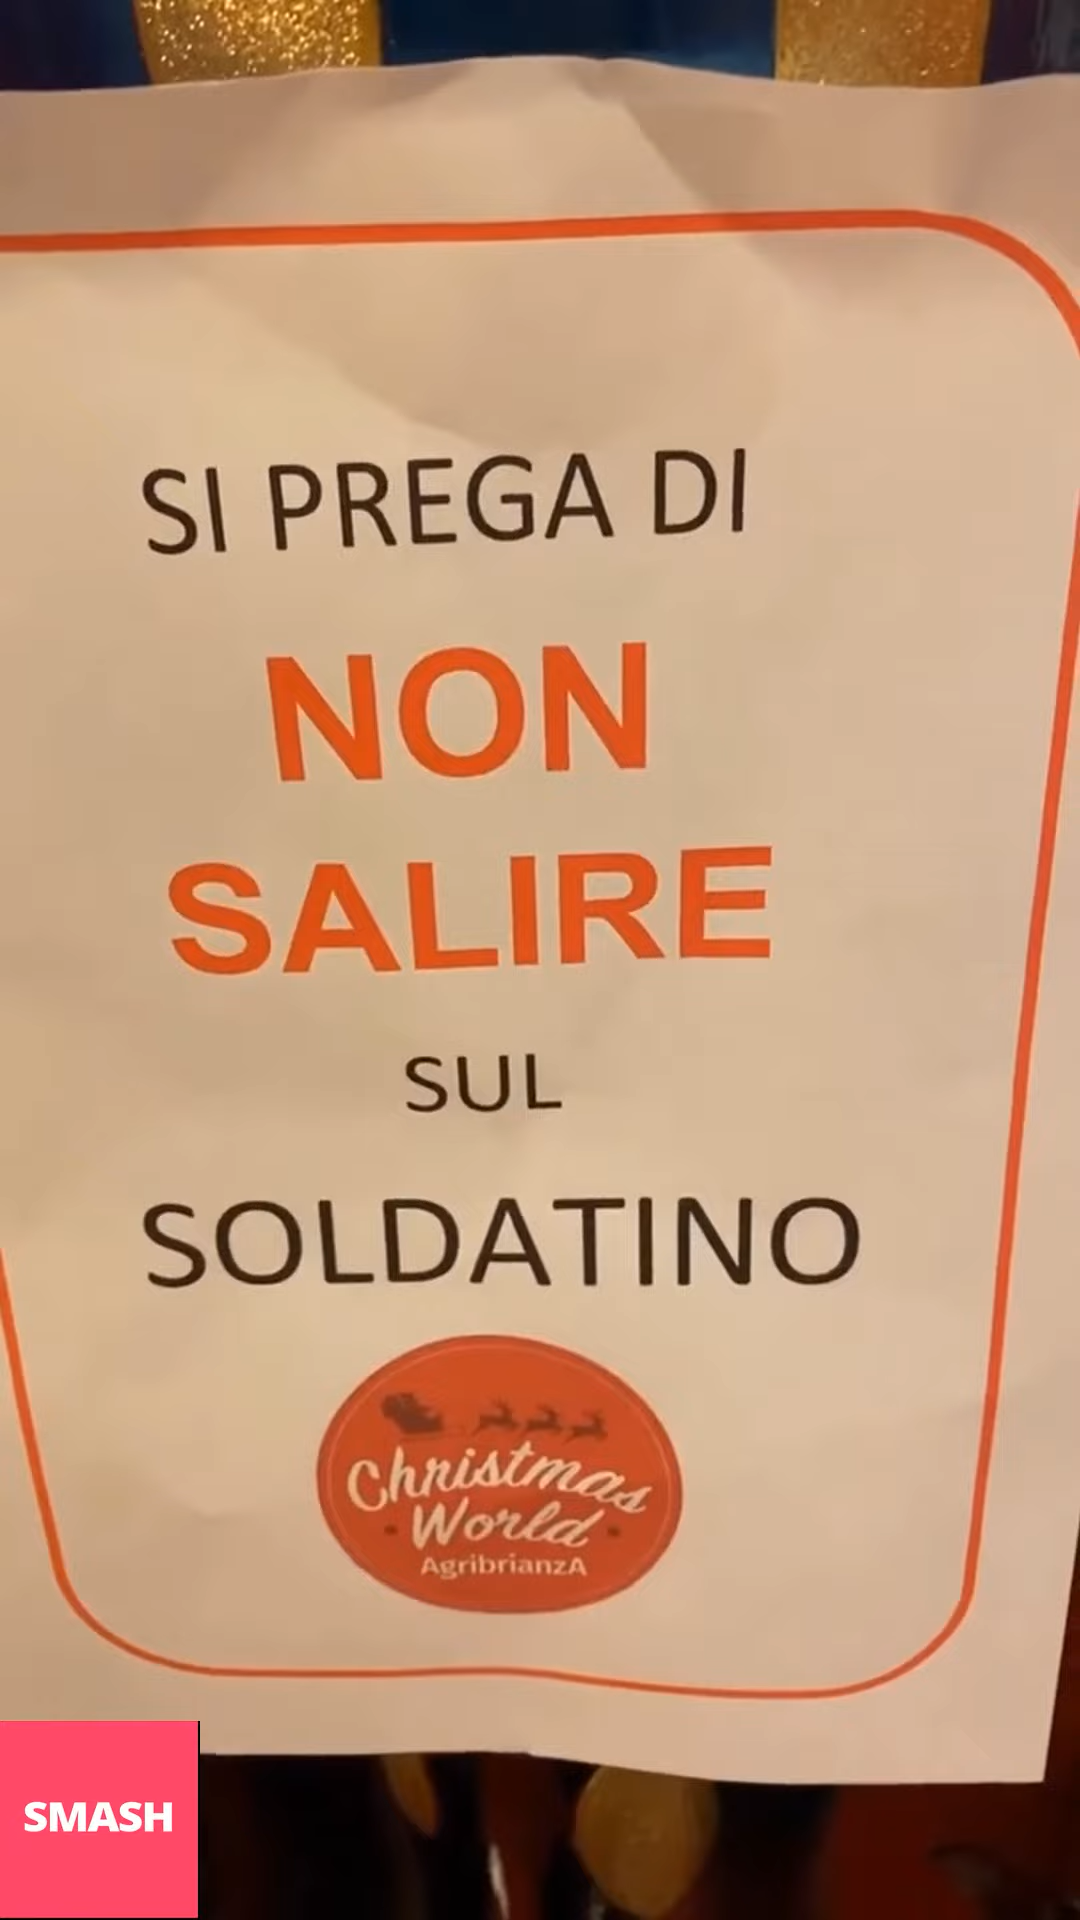 SI PREGA DI
NON
SALIRE
SUL
SOLDATINO
Christmas
World
AgribrianzA
SMASH